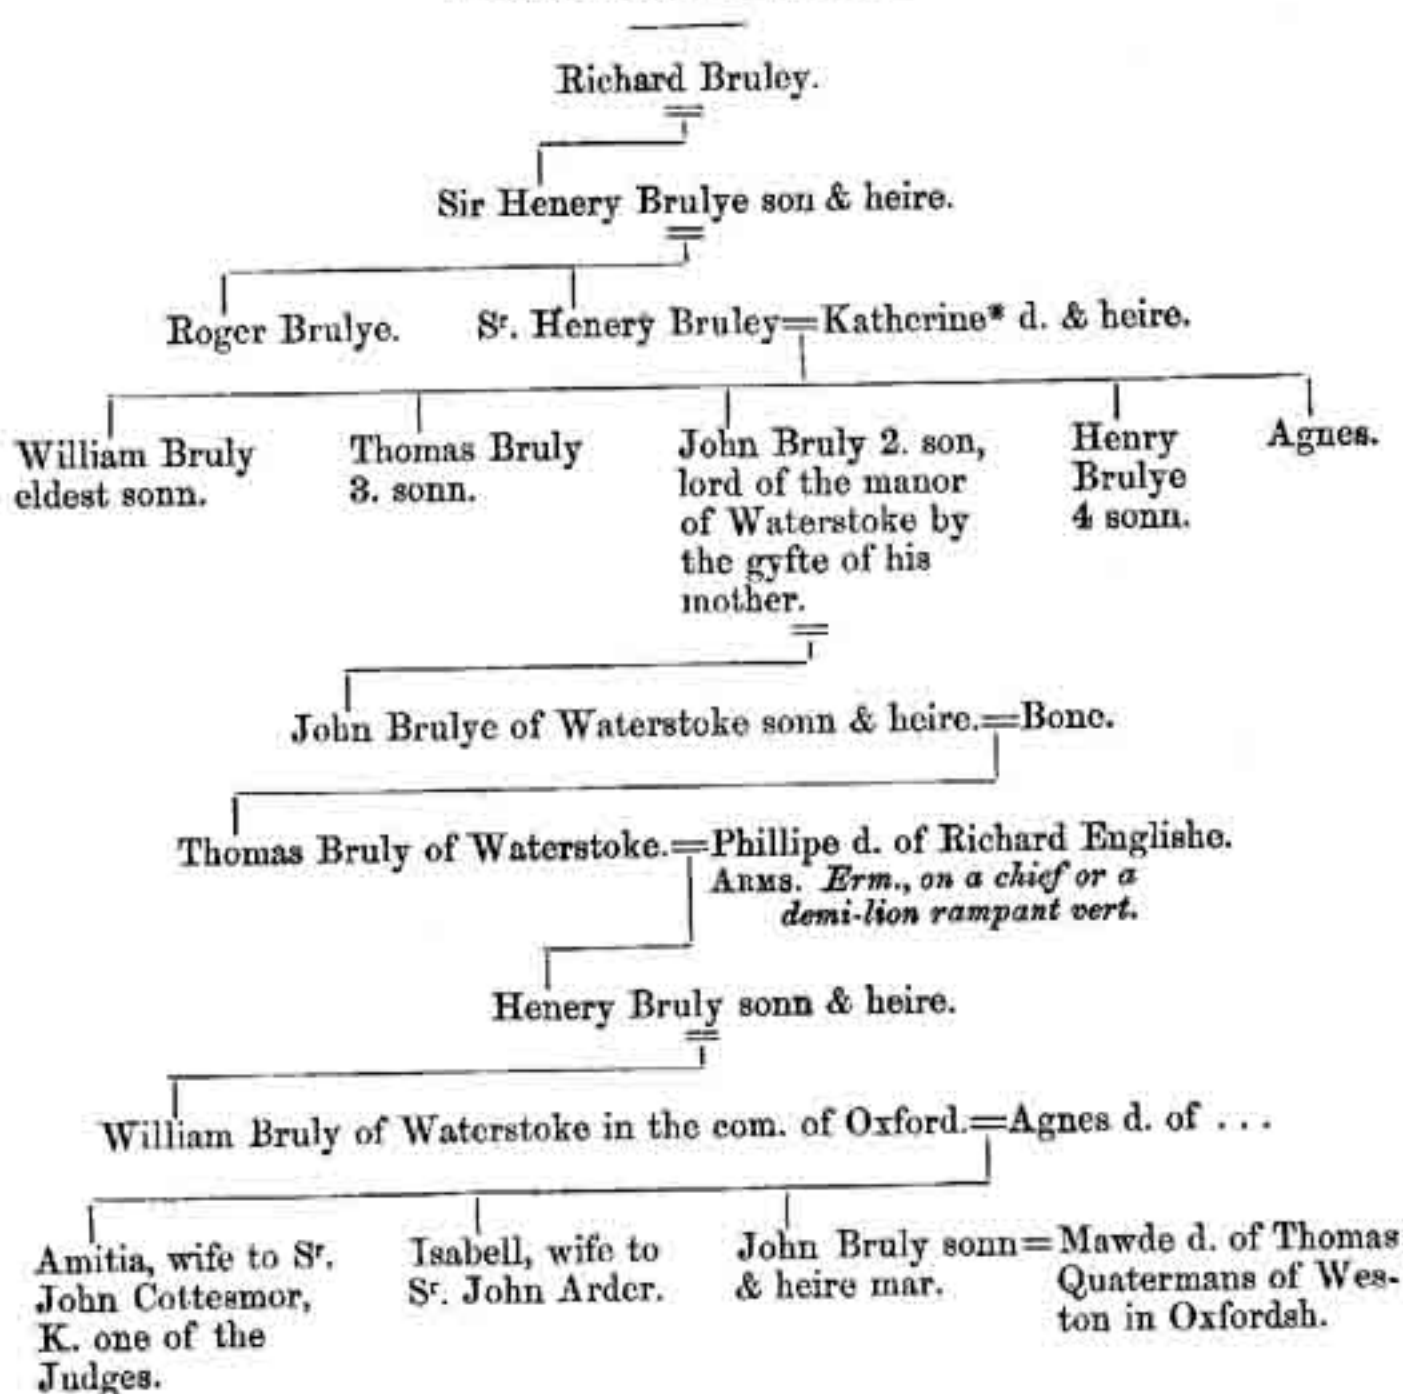 Richard Bruley.
Sir Henery Brulye son & heire.
Roger Brulye. Sr. Henery Bruley=Katherine* d. & heire.
William Bruly
eldest sonn.
Thomas Bruly
3. sonn.
John Bruly 2. son,
lord of the manor
of Waterstoke by
the gyfte of his
mother.
Henry
Brulye
4 sonn.
Agnes.
John Brulye of Waterstoke sonn & heire.=Bone.
Thomas Bruly of Waterstoke.=Phillipe d. of Richard Englishe.
ARMS. Erm., on a chief or a
demi-lion rampant vert.
Henery Bruly sonn & heire.
William Bruly of Waterstoke in the com. of Oxford.=Agnes d. of ...
Amitia, wife to Sr.
John Cottesmor,
K. one of the
Judges.
Isabell, wife to
Sr. John Arder.
John Bruly sonn=Mawde d. of Thomas
& heire mar.
Quatermans of Wes-
ton in Oxfordsh.